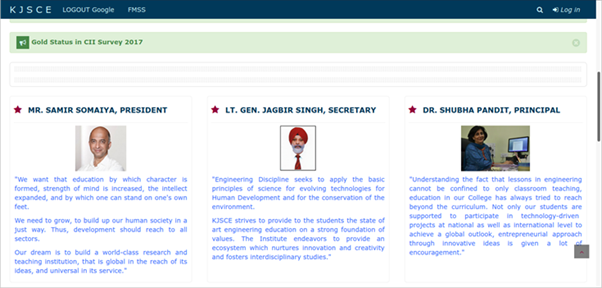 K J S C E LOGOUT Google FMSS Log in
Gold Status in CII Survey 2017
MR. SAMIR SOMAIYA, PRESIDENT
"We want that education by which character is
formed, strength of mind is increased, the intellect
expanded, and by which one can stand on one's own
feet.
We need to grow, to build up our human society in a
just way. Thus, development should reach to all
sectors.
Our dream is to build a world-class research and
teaching institution, that is global in the reach of its
ideas, and universal in its service."
LT. GEN. JAGBIR SINGH, SECRETARY
"Engineering Discipline seeks to apply the basic
principles of science for evolving technologies for
Human Development and for the conservation of the
environment.
KJSCE strives to provide to the students the state of
art engineering education on a strong foundation of
values. The Institute endeavors to provide an
ecosystem which nurtures innovation and creativity
and fosters interdisciplinary studies."
DR. SHUBHA PANDIT, PRINCIPAL
"Understanding the fact that lessons in engineering
cannot be confined to only classroom teaching,
education in our College has always tried to reach
beyond the curriculum. Not only our students are
supported to participate in technology-driven
projects at national as well as international level to
achieve a global outlook, entrepreneurial approach
through innovative ideas is given a lot of
encouragement."